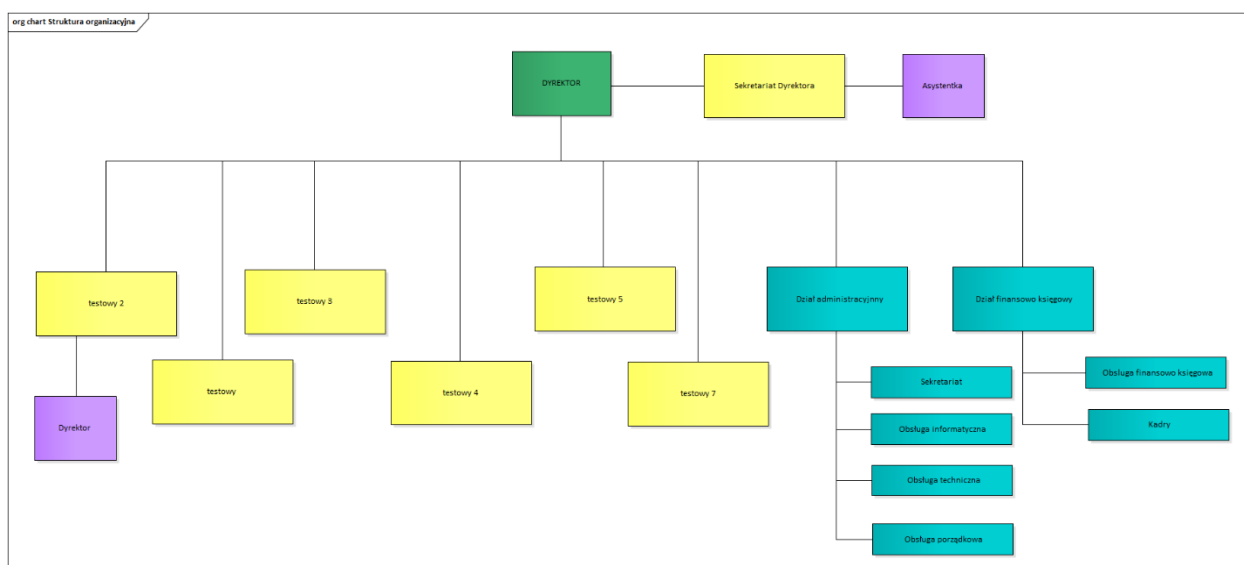 org chart Struktura organizacyjna
DYREKTOR
Sekretariat Dyrektora
Asystentka
testowy 2
testowy 3
testowy 5
Dział administracyjnny
Dział finansowo księgowy
testowy
testowy 4
testowy 7
Dyrektor
Sekretariat
Obsługa informatyczna
Obsługa techniczna
Obsługa porządkowa
Obsługa finansowo księgowa
Kadry